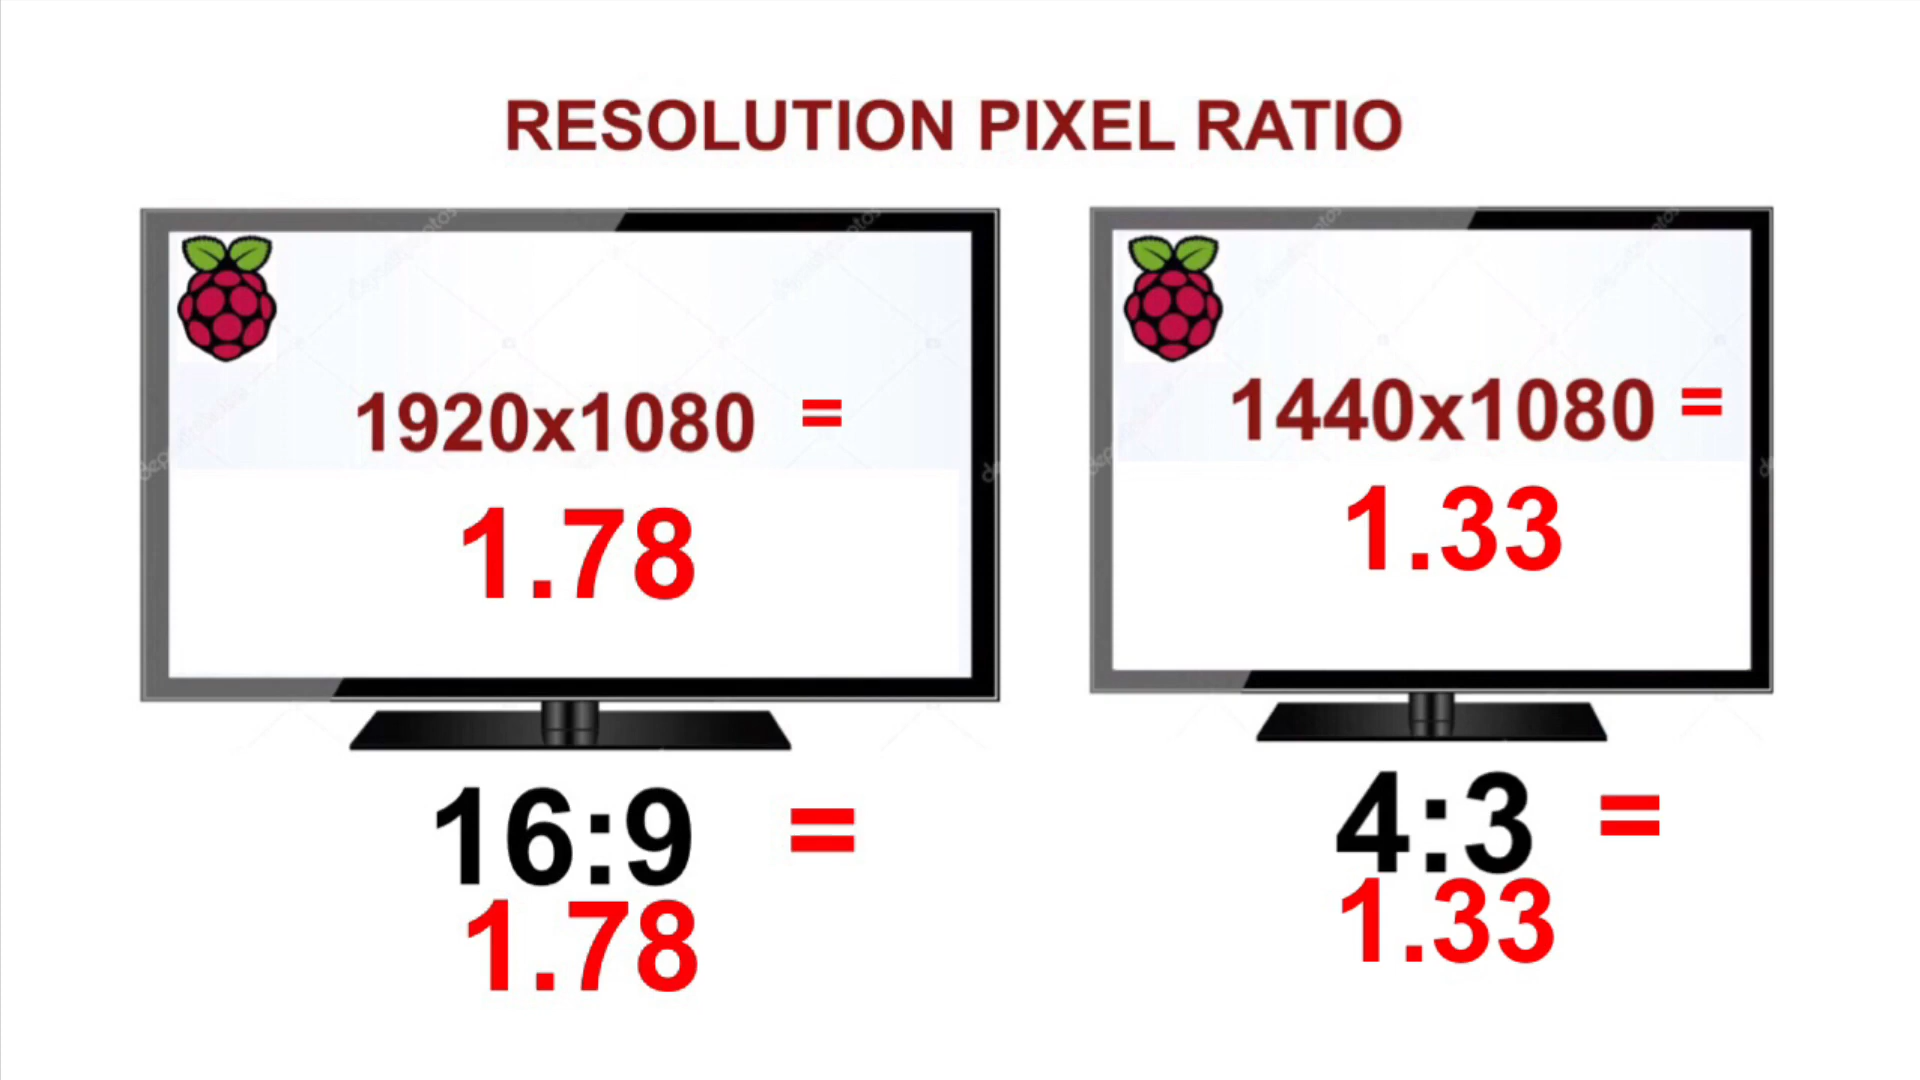 RESOLUTION PIXEL RATIO
1920x1080 =
1.78
16:9 =
1.78
1440x1080 =
1.33
4:3 =
1.33